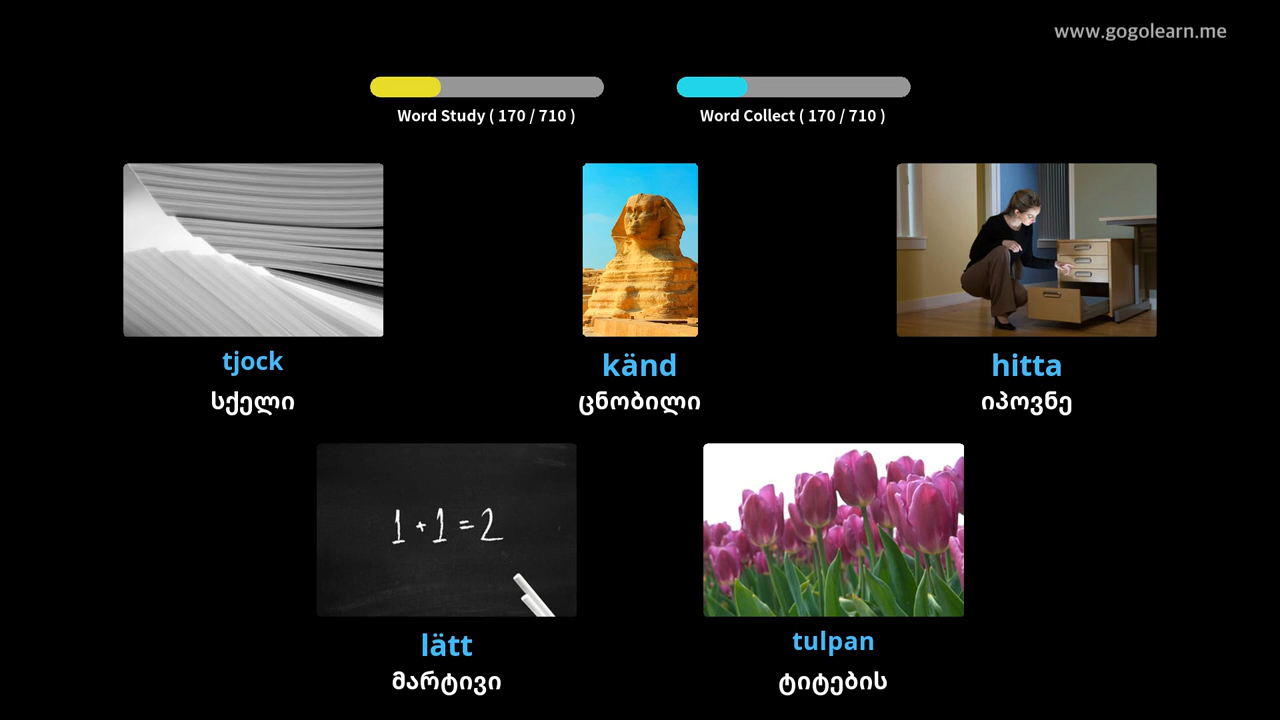 www.gogolearn.me
Word Study ( 170 / 710 )
Word Collect ( 170 / 710 )
tjock
სქელი
känd
ცნობილი
hitta
იპოვნე
1 + 1 = 2
lätt
მარტივი
tulpan
ტიტების